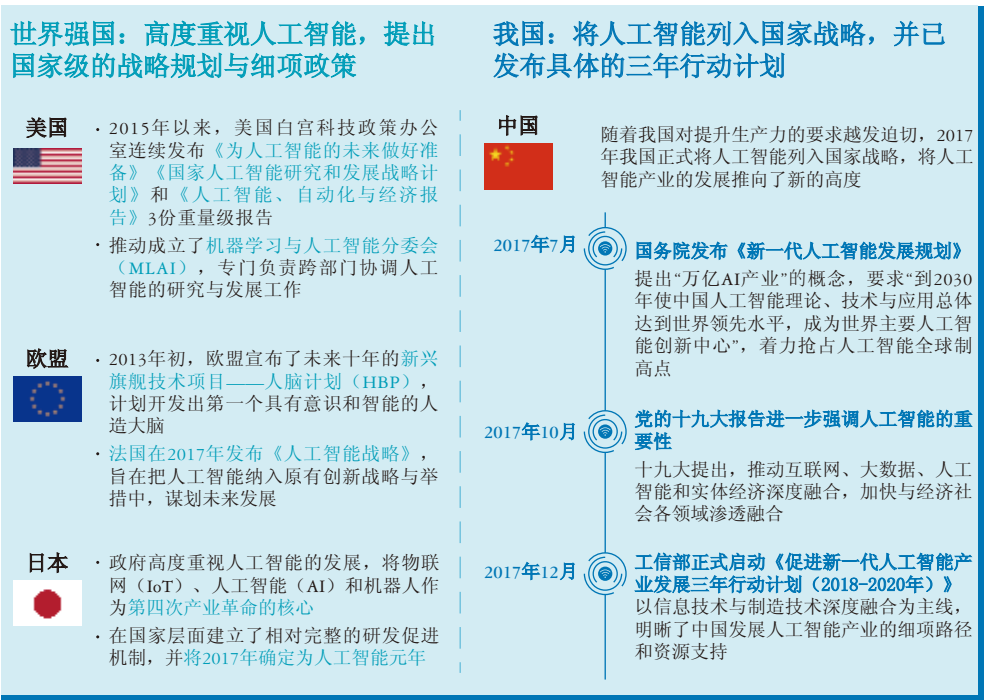 世界强国：高度重视人工智能，提出
国家级的战略规划与细项政策
美国
· 2015年以来，美国白宫科技政策办公
室连续发布《为人工智能的未来做好准
备》《国家人工智能研究和发展战略计
划》和《人工智能、自动化与经济报
告》3份重量级报告
· 推动成立了机器学习与人工智能分委会
（MLAI），专门负责跨部门协调人工
智能的研究与发展工作
欧盟
· 2013年初，欧盟宣布了未来十年的新兴
旗舰技术项目——人脑计划（HBP），
计划开发出第一个具有意识和智能的人
造大脑
· 法国在2017年发布《人工智能战略》，
旨在把人工智能纳入原有创新战略与举
措中，谋划未来发展
日本
· 政府高度重视人工智能的发展，将物联
网（IoT）、人工智能（AI）和机器人作
为第四次产业革命的核心
· 在国家层面建立了相对完整的研发促进
机制，并将2017年确定为人工智能元年
我国：将人工智能列入国家战略，并已
发布具体的三年行动计划
中国
随着我国对提升生产力的要求越发迫切，2017
年我国正式将人工智能列入国家战略，将人工
智能产业的发展推向了新的高度
2017年7月
国务院发布《新一代人工智能发展规划》
提出“万亿AI产业”的概念，要求“到2030
年使中国人工智能理论、技术与应用总体
达到世界领先水平，成为世界主要人工智
能创新中心”，着力抢占人工智能全球制
高点
2017年10月
党的十九大报告进一步强调人工智能的重
要性
十九大提出，推动互联网、大数据、人工
智能和实体经济深度融合，加快与经济社
会各领域渗透融合
2017年12月
工信部正式启动《促进新一代人工智能产
业发展三年行动计划（2018-2020年）》
以信息技术与制造技术深度融合为主线，
明晰了中国发展人工智能产业的细项路径
和资源支持